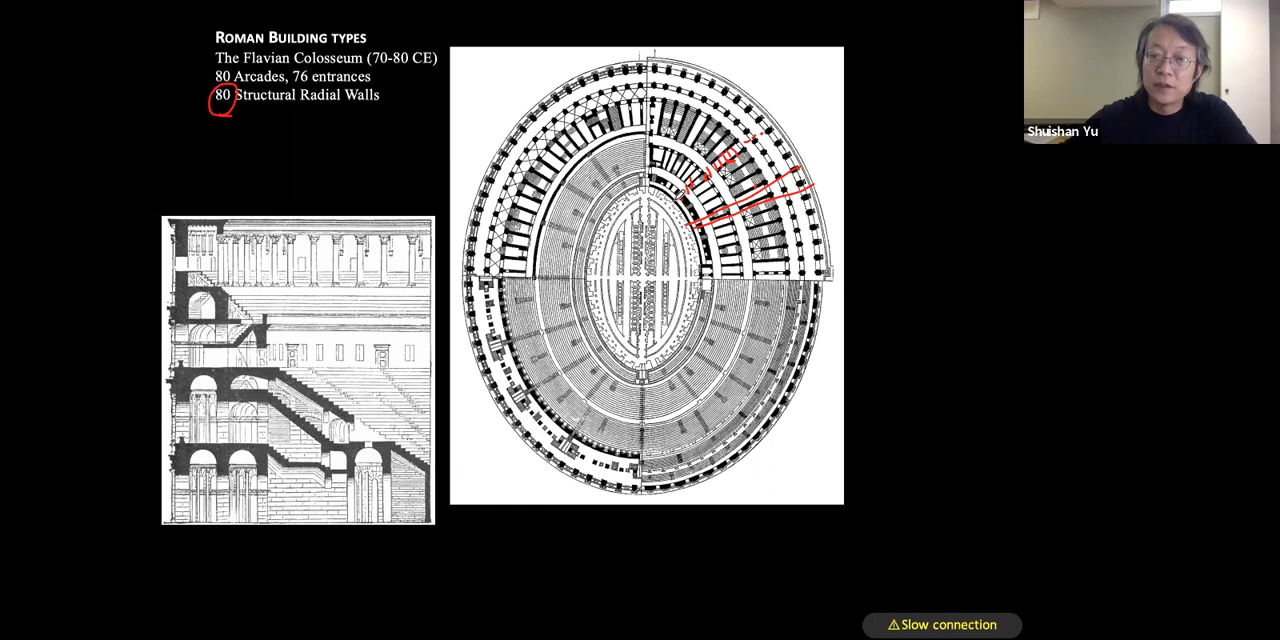 ROMAN BUILDING TYPES
The Flavian Colosseum (70-80 CE)
80 Arcades, 76 entrances
80 Structural Radial Walls
Shuishan Yu
⚠Slow connection